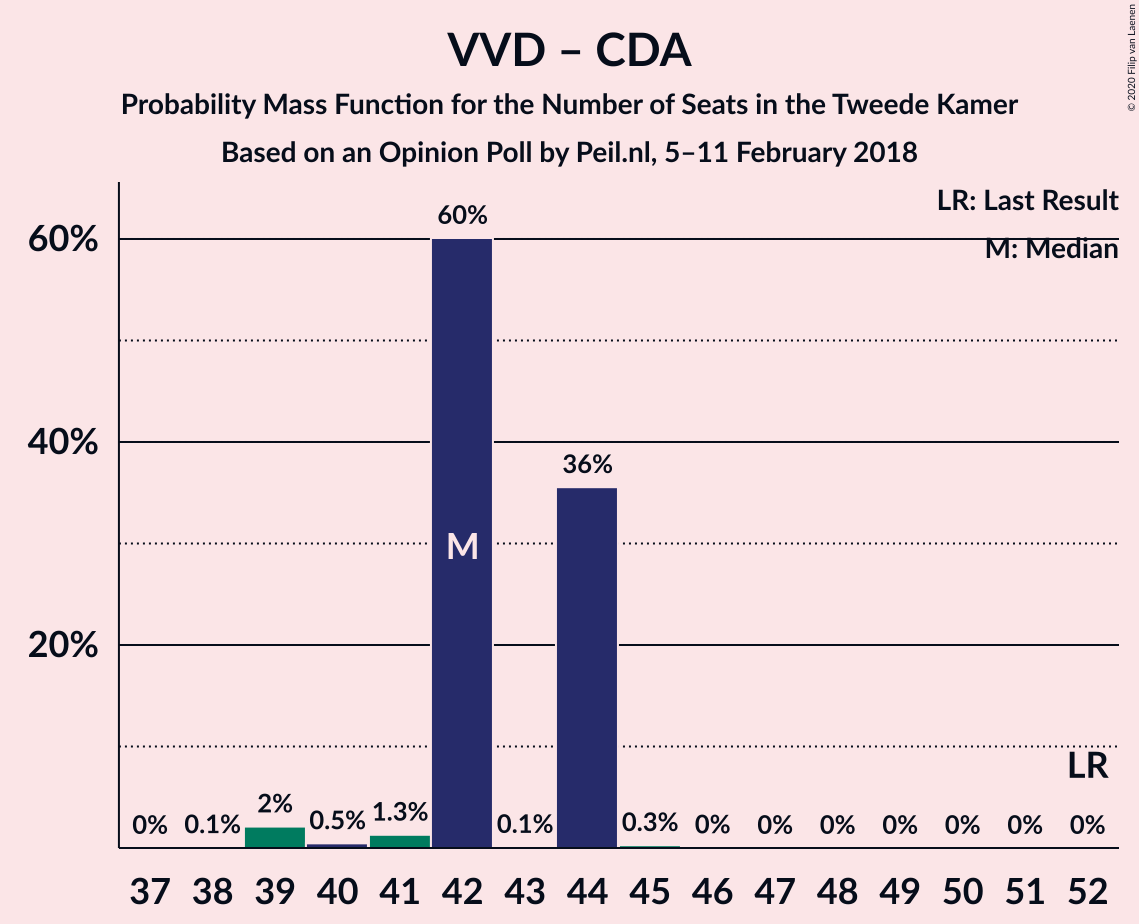 VVD – CDA
Probability Mass Function for the Number of Seats in the Tweede Kamer
Based on an Opinion Poll by Peil.nl, 5–11 February 2018
© 2020 Filip van Laenen
LR: Last Result
M: Median
60%
40%
20%
0% 0.1% 2% 0.5% 1.3% 60% 0.1% 36% 0.3% 0% 0% 0% 0% 0% 0% 0%
M
LR
37 38 39 40 41 42 43 44 45 46 47 48 49 50 51 52